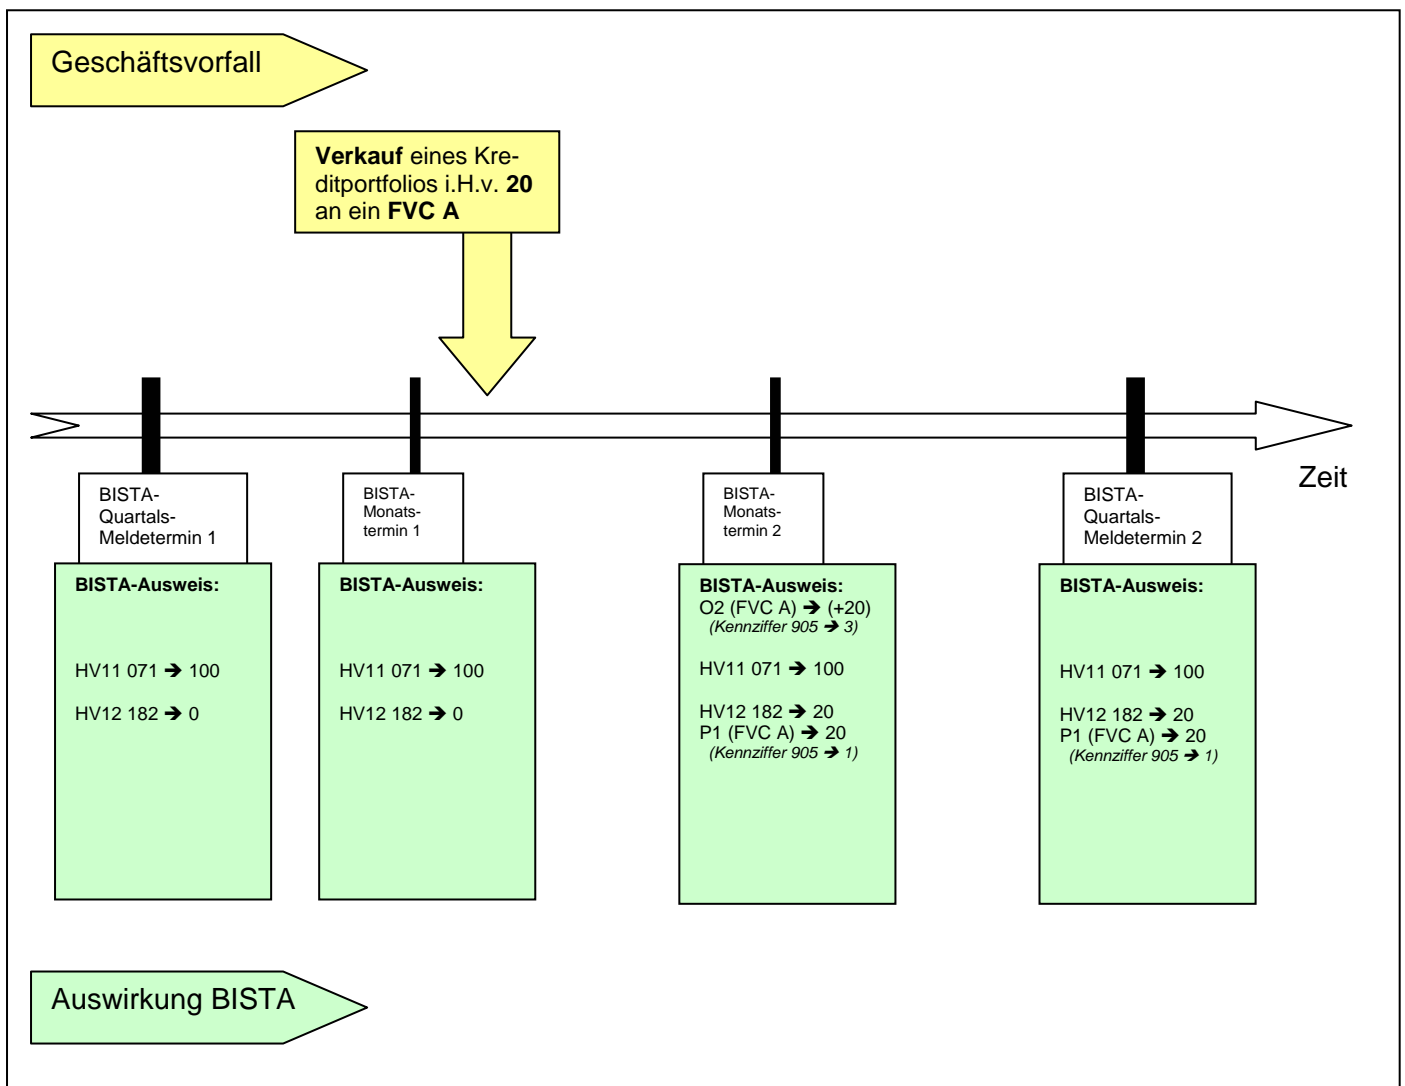 Geschäftsvorfall
Verkauf eines Kre-
ditportfolios i.H.v. 20
an ein FVC A
Zeit
BISTA-
Quartals-
Meldetermin 1
BISTA-Ausweis:
HV11 071 ➔ 100
HV12 182 ➔ 0
BISTA-
Monats-
termin 1
BISTA-Ausweis:
HV11 071 ➔ 100
HV12 182 ➔ 0
BISTA-
Monats-
termin 2
BISTA-Ausweis:
O2 (FVC A) ➔ (+20)
(Kennziffer 905 ➔ 3)
HV11 071 ➔ 100
HV12 182 ➔ 20
P1 (FVC A) ➔ 20
(Kennziffer 905 ➔ 1)
BISTA-
Quartals-
Meldetermin 2
BISTA-Ausweis:
HV11 071 ➔ 100
HV12 182 ➔ 20
P1 (FVC A) ➔ 20
(Kennziffer 905 ➔ 1)
Auswirkung BISTA